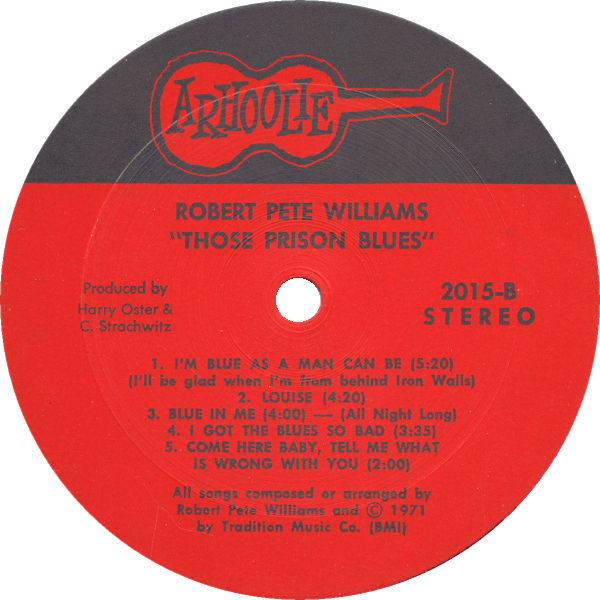 ARHOOLIE
ROBERT PETE WILLIAMS
"THOSE PRISON BLUES"
Produced by
Harry Oster &
C. Strachwitz
2015-B
STEREO
1. I'M BLUE AS A MAN CAN BE (5:20)
(I'll be glad when I'm from behind Iron Walls)
2. LOUISE (4:20)
3. BLUE IN ME (4:00) — (All Night Long)
4. I GOT THE BLUES SO BAD (3:35)
5. COME HERE BABY, TELL ME WHAT
IS WRONG WITH YOU (2:00)
All songs composed or arranged by
Robert Pete Williams and © 1971
by Tradition Music Co. (BMI)